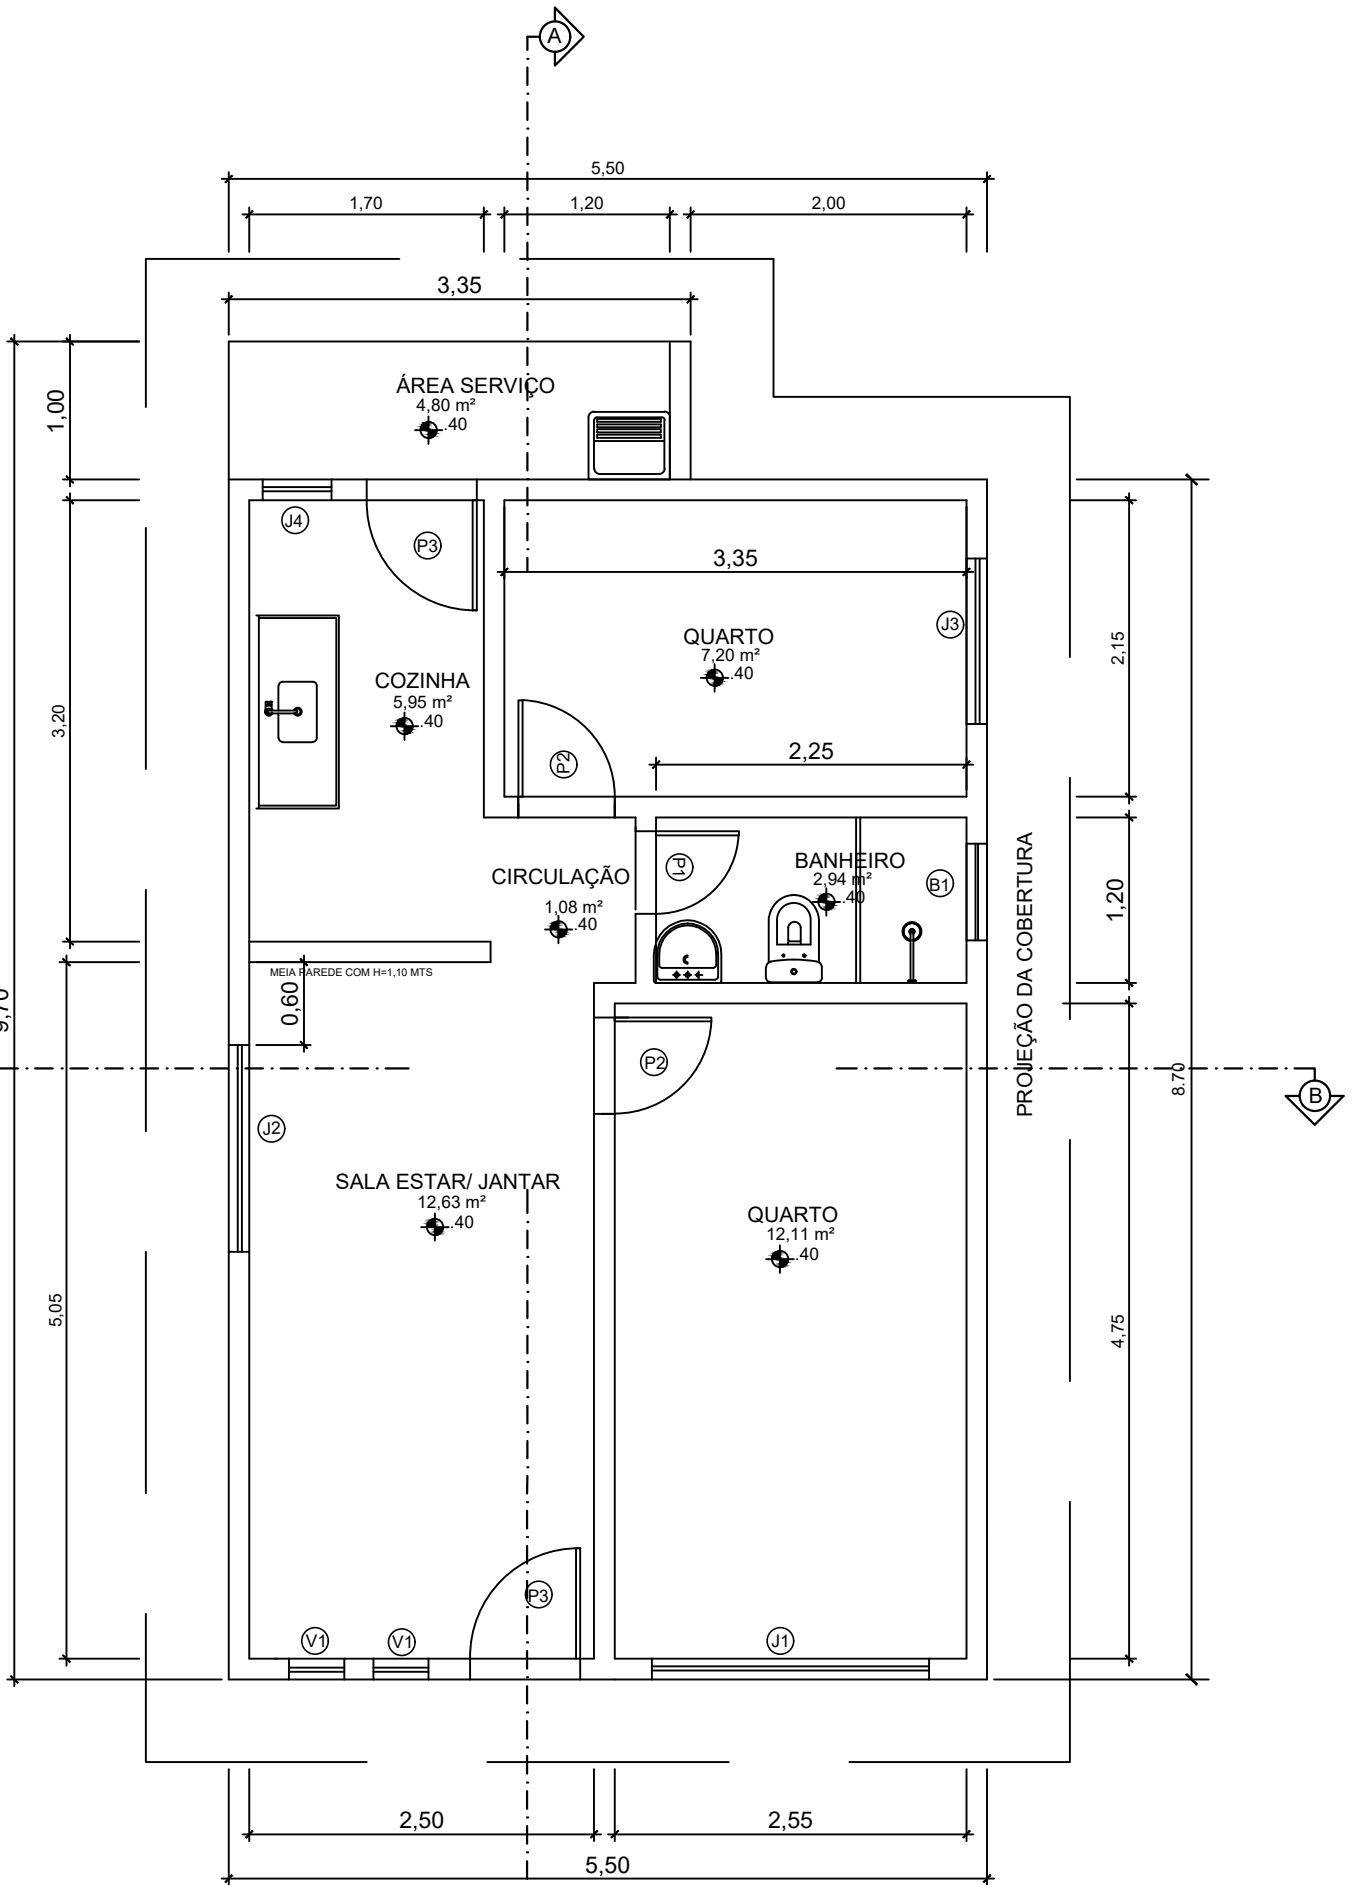 A
5,50
1,70
1,20
2,00
3,35
1,00
ÁREA SERVIÇO
4,80 m²
.40
J4
P3
3,35
J3
QUARTO
7,20 m²
.40
2,15
COZINHA
5,95 m²
.40
3,20
P2
2,25
P1
BANHEIRO
2,94 m²
.40
B1
1,20
CIRCULAÇÃO
1,08 m²
.40
PROJEÇÃO DA COBERTURA
MEIA PAREDE COM H=1,10 MTS
0,60
9,70
P2
8.70
B
J2
SALA ESTAR/ JANTAR
12,63 m²
.40
QUARTO
12,11 m²
.40
5,05
4,75
P3
V1
V1
J1
2,50
2,55
5,50